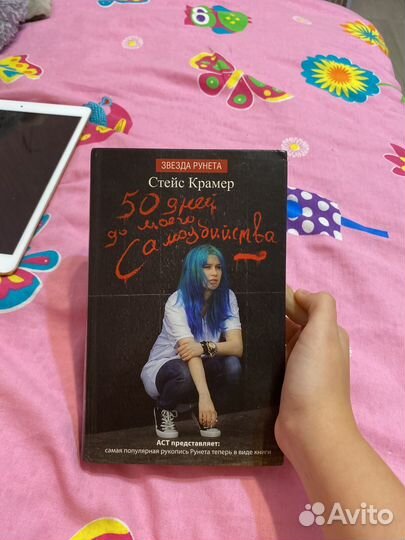 ЗВЕЗДА РУНЕТА
Стейс Крамер
50 дней
до моего
Самоубийства
АСТ представляет:
самая популярная рукопись Рунета теперь в виде книги
Avito